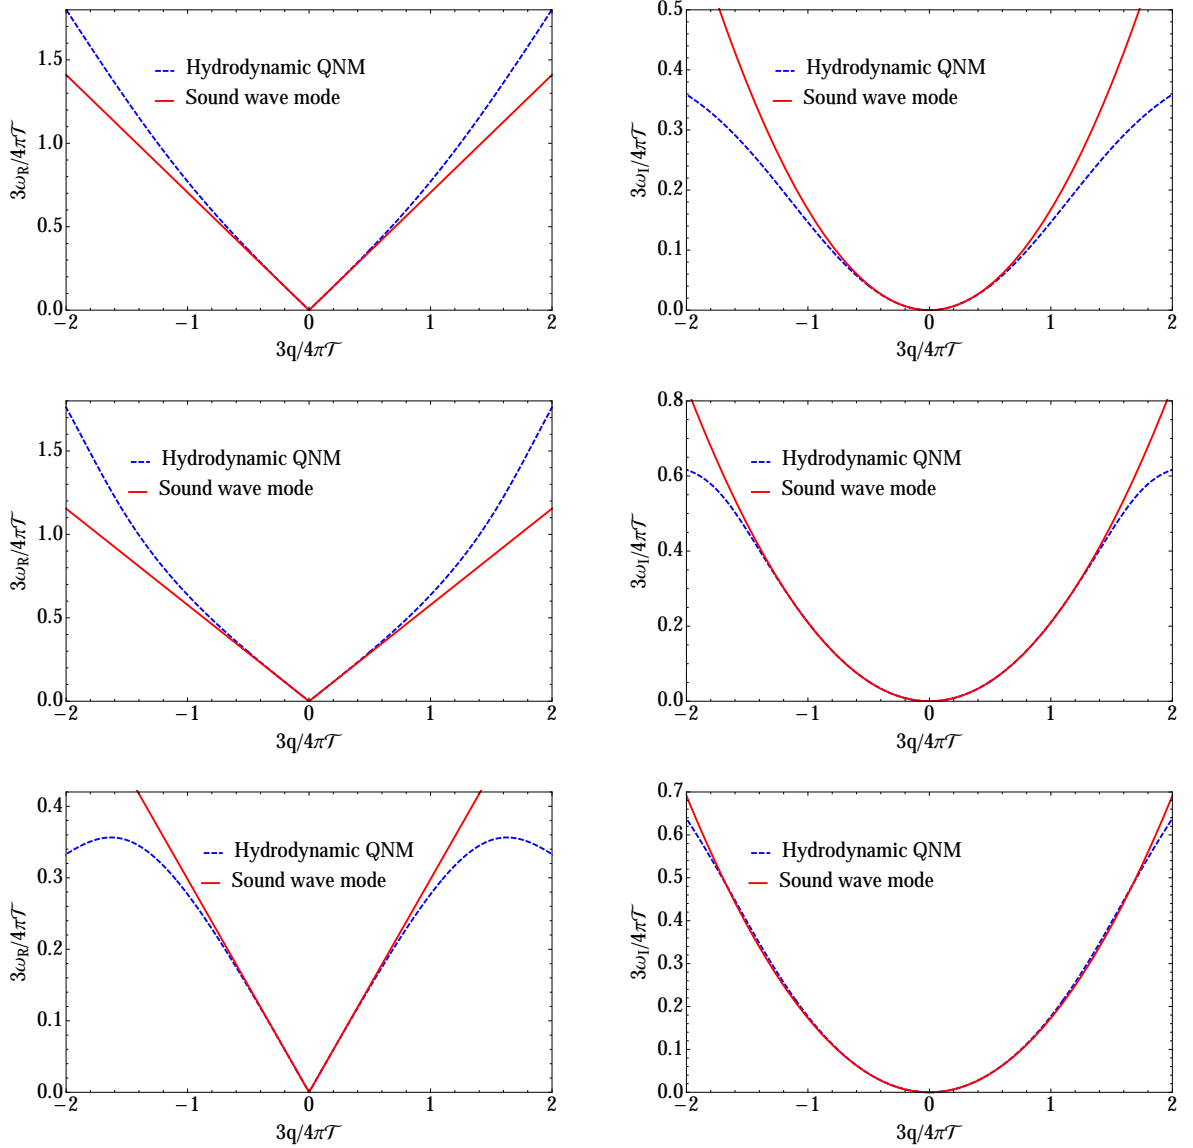 1.5
1.0
0.5
0.0
3ω_R/4π𝒯
Hydrodynamic QNM
Sound wave mode
−2
−1
0
1
2
3q/4π𝒯
0.5
0.4
0.3
0.2
0.1
0.0
3ω_I/4π𝒯
Hydrodynamic QNM
Sound wave mode
−2
−1
0
1
2
3q/4π𝒯
1.5
1.0
0.5
0.0
3ω_R/4π𝒯
Hydrodynamic QNM
Sound wave mode
−2
−1
0
1
2
3q/4π𝒯
0.8
0.6
0.4
0.2
0.0
3ω_I/4π𝒯
Hydrodynamic QNM
Sound wave mode
−2
−1
0
1
2
3q/4π𝒯
0.4
0.3
0.2
0.1
0.0
3ω_R/4π𝒯
Hydrodynamic QNM
Sound wave mode
−2
−1
0
1
2
3q/4π𝒯
0.7
0.6
0.5
0.4
0.3
0.2
0.1
0.0
3ω_I/4π𝒯
Hydrodynamic QNM
Sound wave mode
−2
−1
0
1
2
3q/4π𝒯